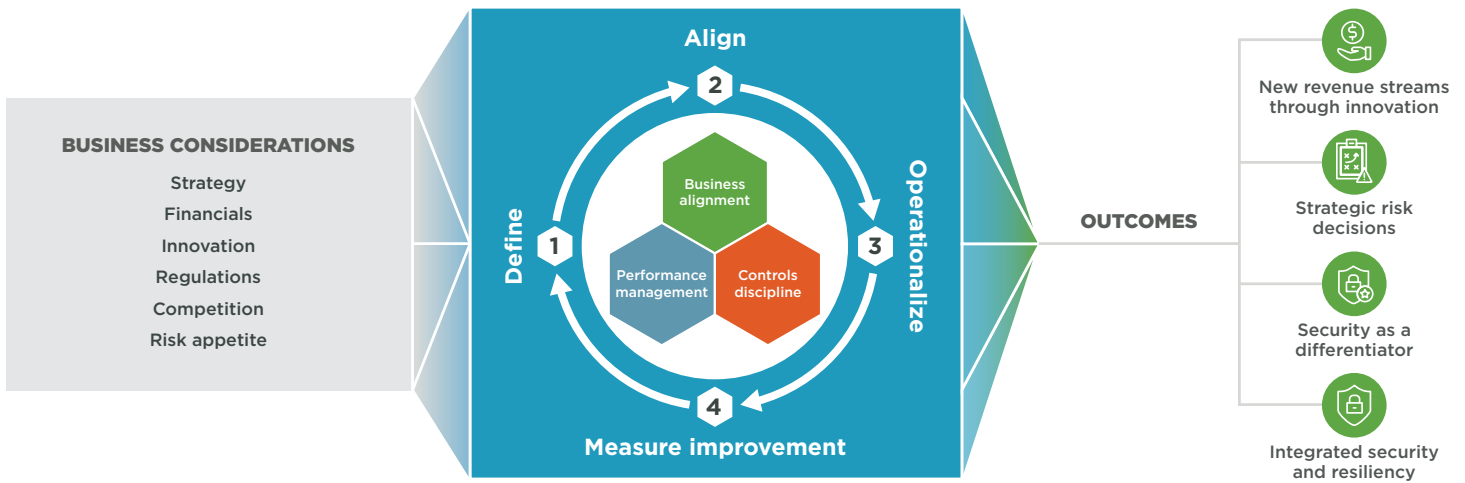 BUSINESS CONSIDERATIONS
Strategy
Financials
Innovation
Regulations
Competition
Risk appetite
Align
Define
Operationalize
Measure improvement
1
2
3
4
Business
alignment
Performance
management
Controls
discipline
OUTCOMES
$
New revenue streams
through innovation
Strategic risk
decisions
Security as a
differentiator
Integrated security
and resiliency